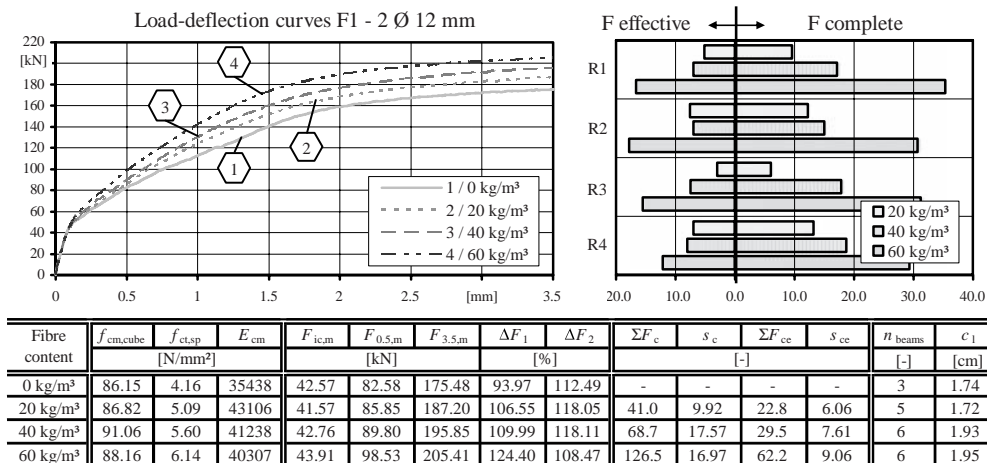 Load-deflection curves F1 - 2 Ø 12 mm
220
[kN]
180
160
140
120
100
80
60
40
20
0
0
0.5
1.0
1.5
2
[mm]
3.5
4
3
2
1
1 / 0 kg/m³
2 / 20 kg/m³
3 / 40 kg/m³
4 / 60 kg/m³
F effective
F complete
R1
R2
R3
R4
20 kg/m³
40 kg/m³
60 kg/m³
20.0 10.0 0.0 10.0 20.0 30.0 40.0
Fibre content f cm,cube f ct,sp E cm F ic,m F 0.5,m F 3.5,m ΔF 1 ΔF 2 ΣF c s c ΣF ce s ce n beams c 1
[N/mm²] [kN] [%] [-] [-] [cm]
0 kg/m³ 86.15 4.16 35438 42.57 82.58 175.48 93.97 112.49 - - - - 3 1.74
20 kg/m³ 86.82 5.09 43106 41.57 85.85 187.20 106.55 118.05 41.0 9.92 22.8 6.06 5 1.72
40 kg/m³ 91.06 5.60 41238 42.76 89.80 195.85 109.99 118.11 68.7 17.57 29.5 7.61 6 1.93
60 kg/m³ 88.16 6.14 40307 43.91 98.53 205.41 124.40 108.47 126.5 16.97 62.2 9.06 6 1.95